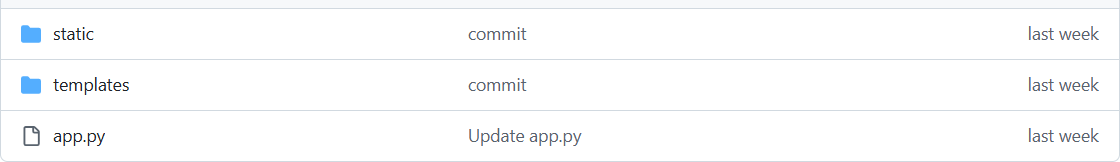 static commit last week
templates commit last week
app.py Update app.py last week